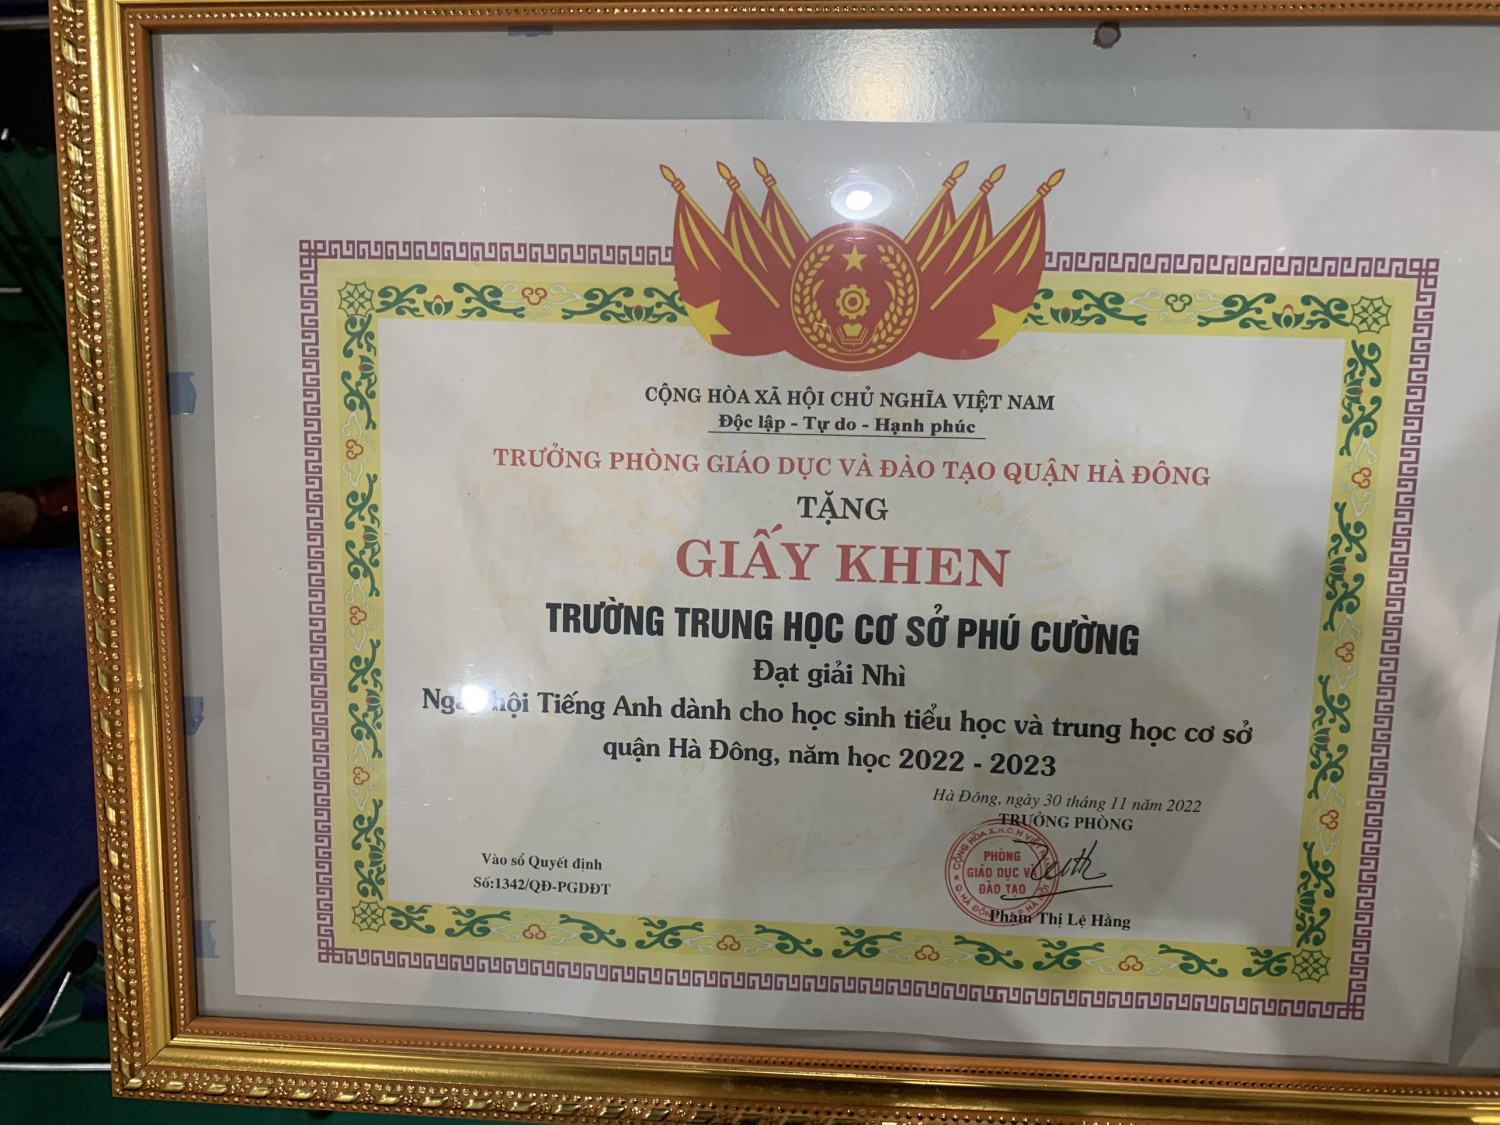 CỘNG HÒA XÃ HỘI CHỦ NGHĨA VIỆT NAM
Độc lập - Tự do - Hạnh phúc
TRƯỞNG PHÒNG GIÁO DỤC VÀ ĐÀO TẠO QUẬN HÀ ĐÔNG
TẶNG
GIẤY KHEN
TRƯỜNG TRUNG HỌC CƠ SỞ PHÚ CƯỜNG
Đạt giải Nhì
hội Tiếng Anh dành cho học sinh tiểu học và trung học cơ sở
quận Hà Đông, năm học 2022 - 2023
Hà Đông, ngày 30 tháng 11 năm 2022
TRƯỞNG PHÒNG
Vào sổ Quyết định
Số:1342/QĐ-PGDĐT
PHÒNG
GIÁO DỤC VÀ
ĐÀO TẠO
Phạm Thị Lệ Hằng